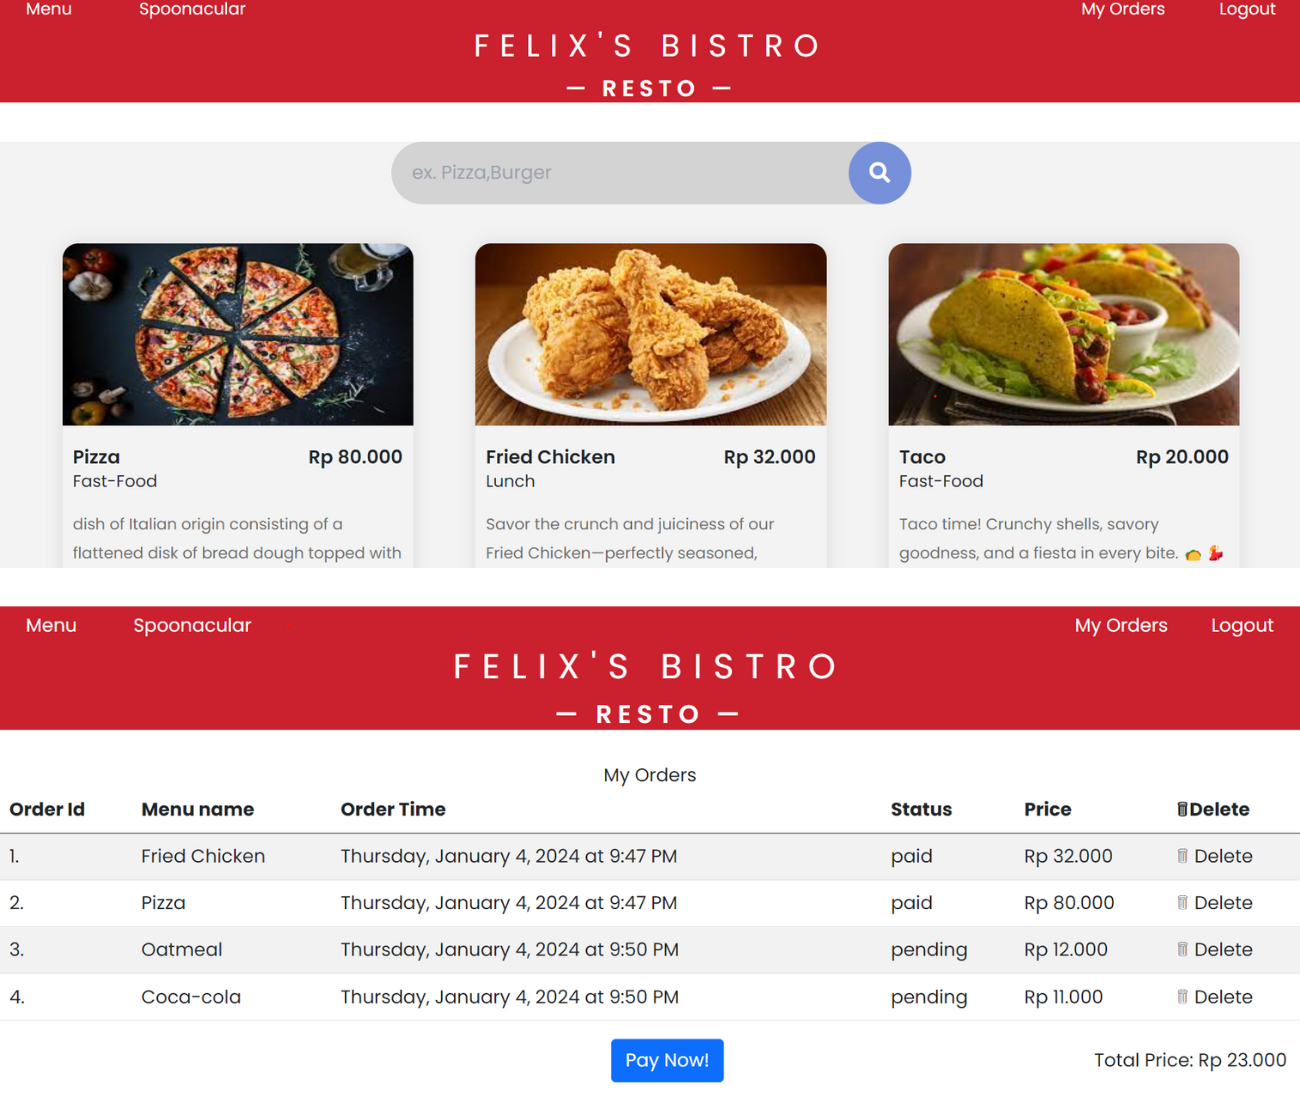 Menu Spoonacular My Orders Logout
FELIX'S BISTRO
— RESTO —
ex. Pizza,Burger
Pizza Rp 80.000
Fast-Food
dish of Italian origin consisting of a
flattened disk of bread dough topped with
Fried Chicken Rp 32.000
Lunch
Savor the crunch and juiciness of our
Fried Chicken—perfectly seasoned,
Taco Rp 20.000
Fast-Food
Taco time! Crunchy shells, savory
goodness, and a fiesta in every bite. 🌮 💃
Menu Spoonacular My Orders Logout
FELIX'S BISTRO
— RESTO —
My Orders
Order Id Menu name Order Time Status Price 🗑Delete
1. Fried Chicken Thursday, January 4, 2024 at 9:47 PM paid Rp 32.000 🗑 Delete
2. Pizza Thursday, January 4, 2024 at 9:47 PM paid Rp 80.000 🗑 Delete
3. Oatmeal Thursday, January 4, 2024 at 9:50 PM pending Rp 12.000 🗑 Delete
4. Coca-cola Thursday, January 4, 2024 at 9:50 PM pending Rp 11.000 🗑 Delete
Pay Now! Total Price: Rp 23.000